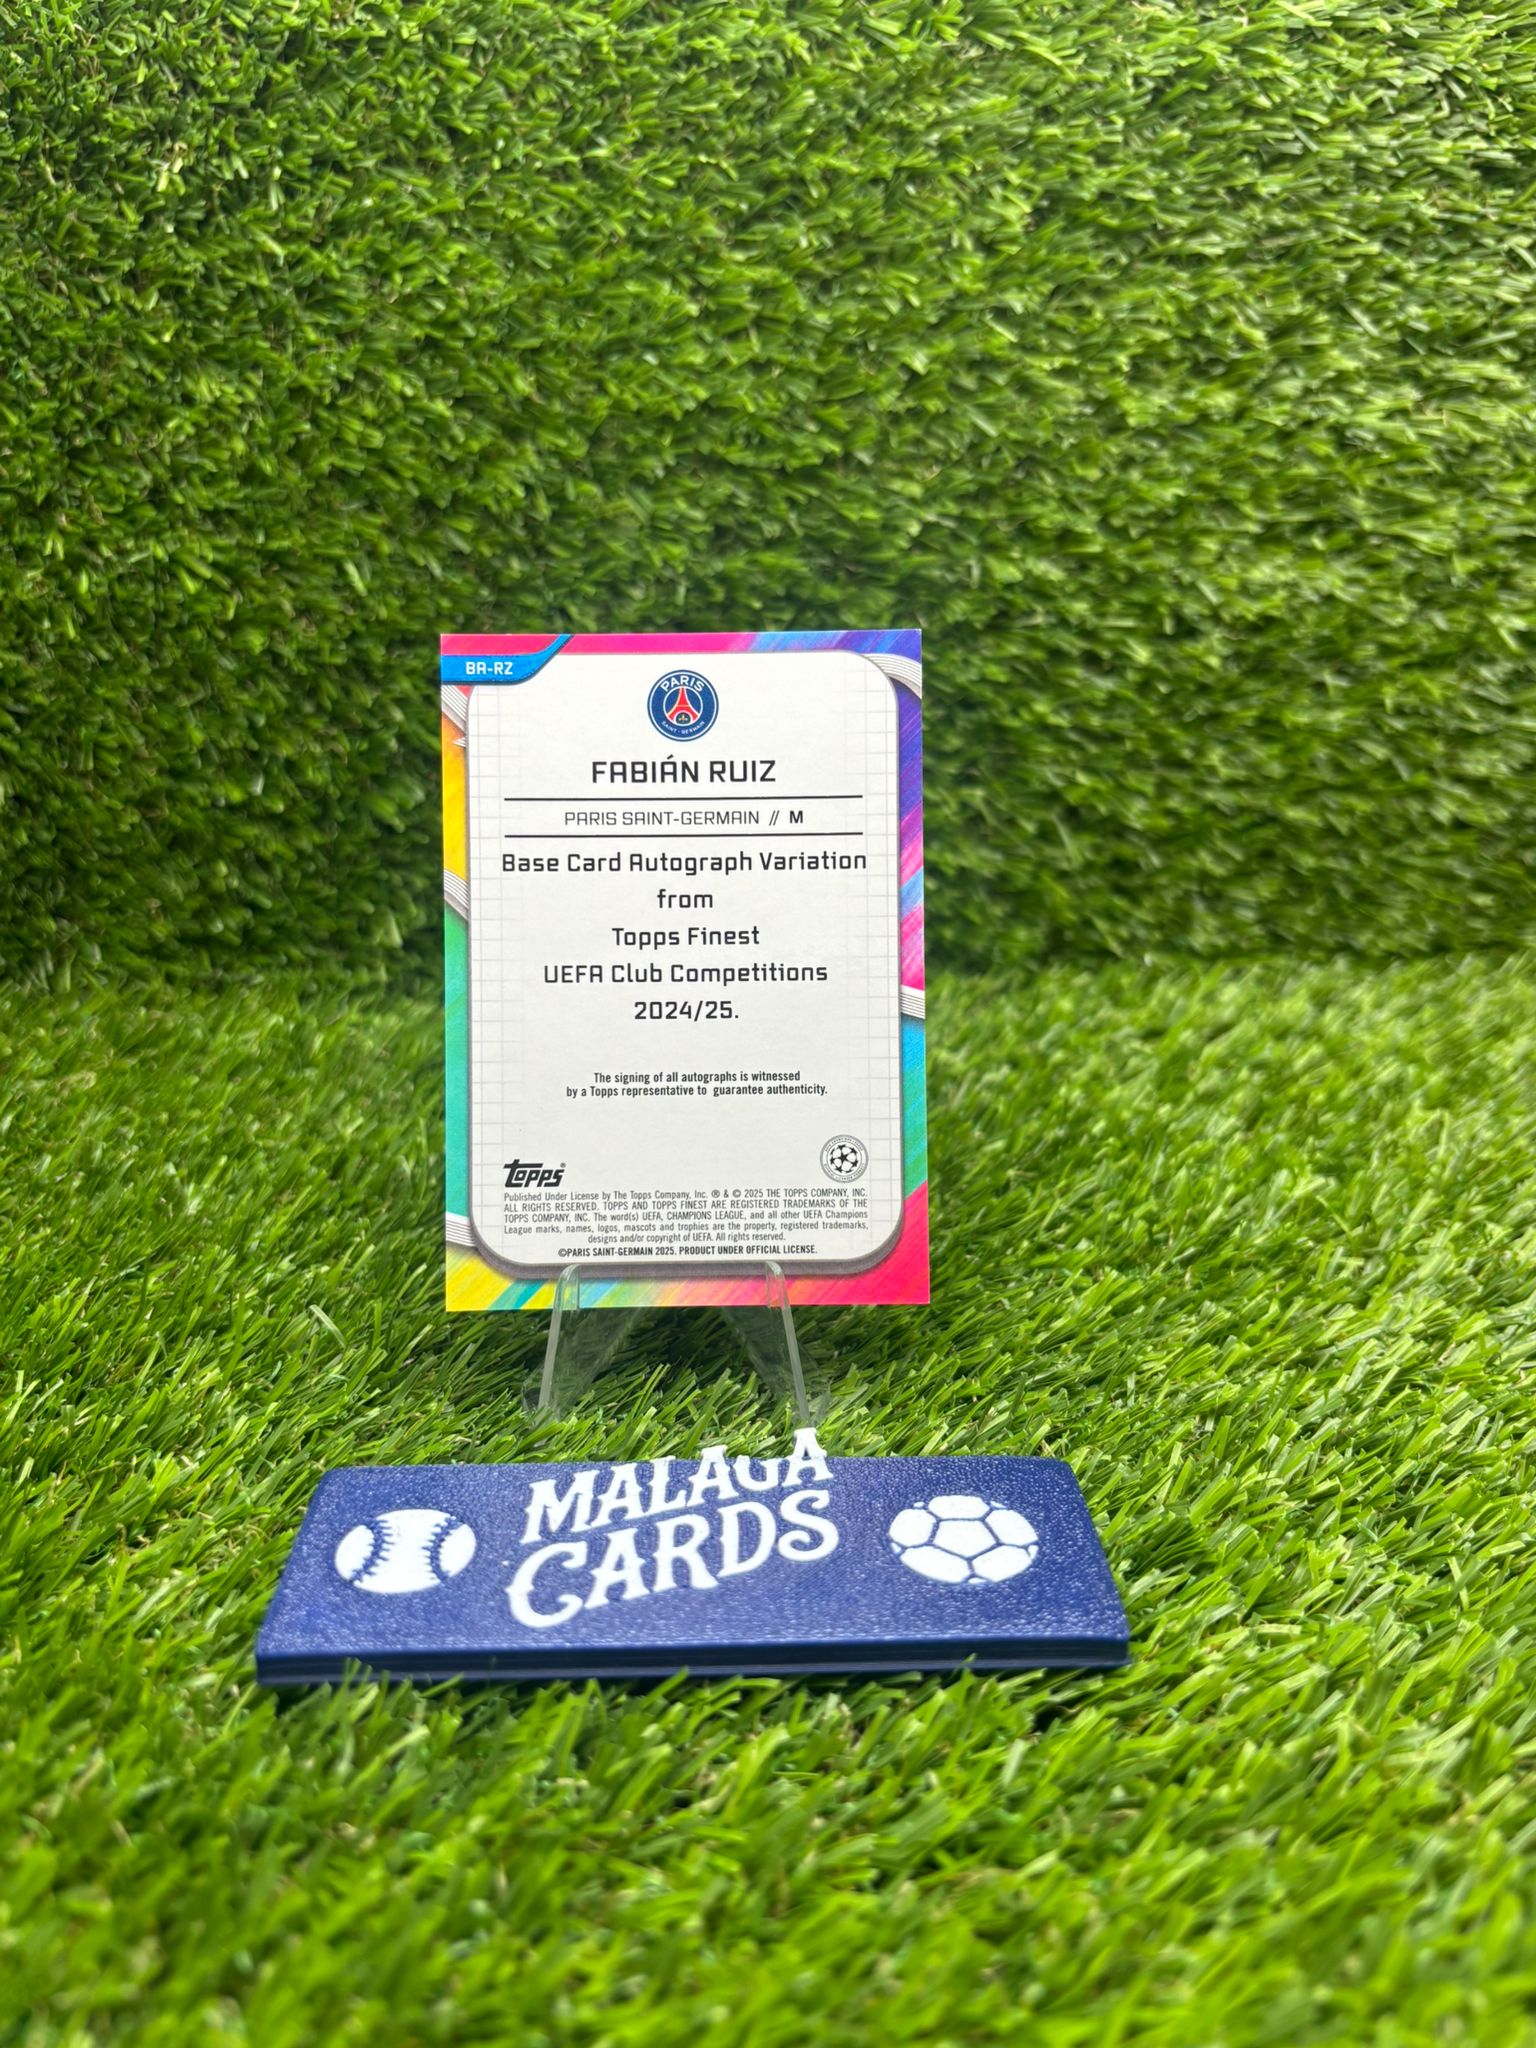 BA-RZ
PARIS
SAINT-GERMAIN
FABIÁN RUIZ
PARIS SAINT-GERMAIN // M
Base Card Autograph Variation
from
Topps Finest
UEFA Club Competitions
2024/25.
The signing of all autographs is witnessed
by a Topps representative to guarantee authenticity.
topps®
Published Under License by The Topps Company, Inc. ® & © 2025 THE TOPPS COMPANY, INC.
ALL RIGHTS RESERVED. TOPPS AND TOPPS FINEST ARE REGISTERED TRADEMARKS OF THE
TOPPS COMPANY, INC. The word(s) UEFA, CHAMPIONS LEAGUE, and all other UEFA Champions
League marks, names, logos, mascots and trophies are the property, registered trademarks,
designs and/or copyright of UEFA. All rights reserved.
©PARIS SAINT-GERMAIN 2025. PRODUCT UNDER OFFICIAL LICENSE.
MALAGA
CARDS